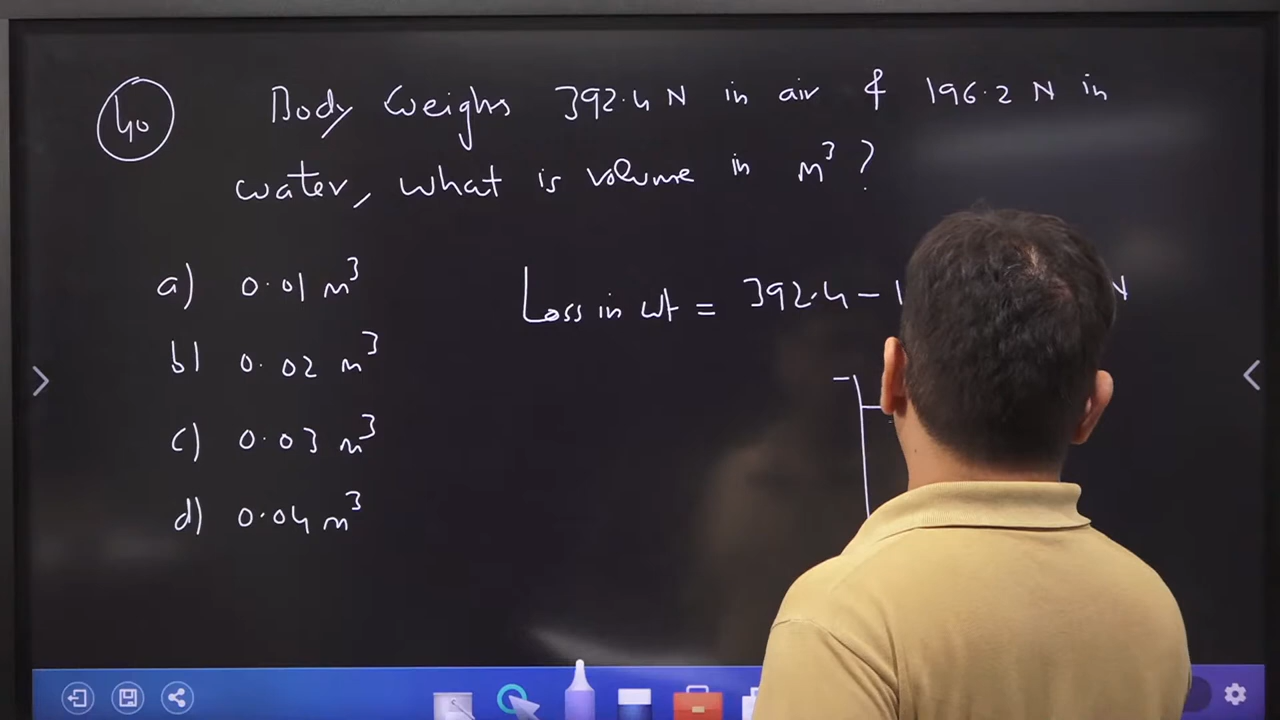 40
Body Weighs 392.4 N in air & 196.2 N in
water, what is volume in m³ ?
a) 0.01 m³
b) 0.02 m³
c) 0.03 m³
d) 0.04 m³
Loss in wt = 392.4 - N